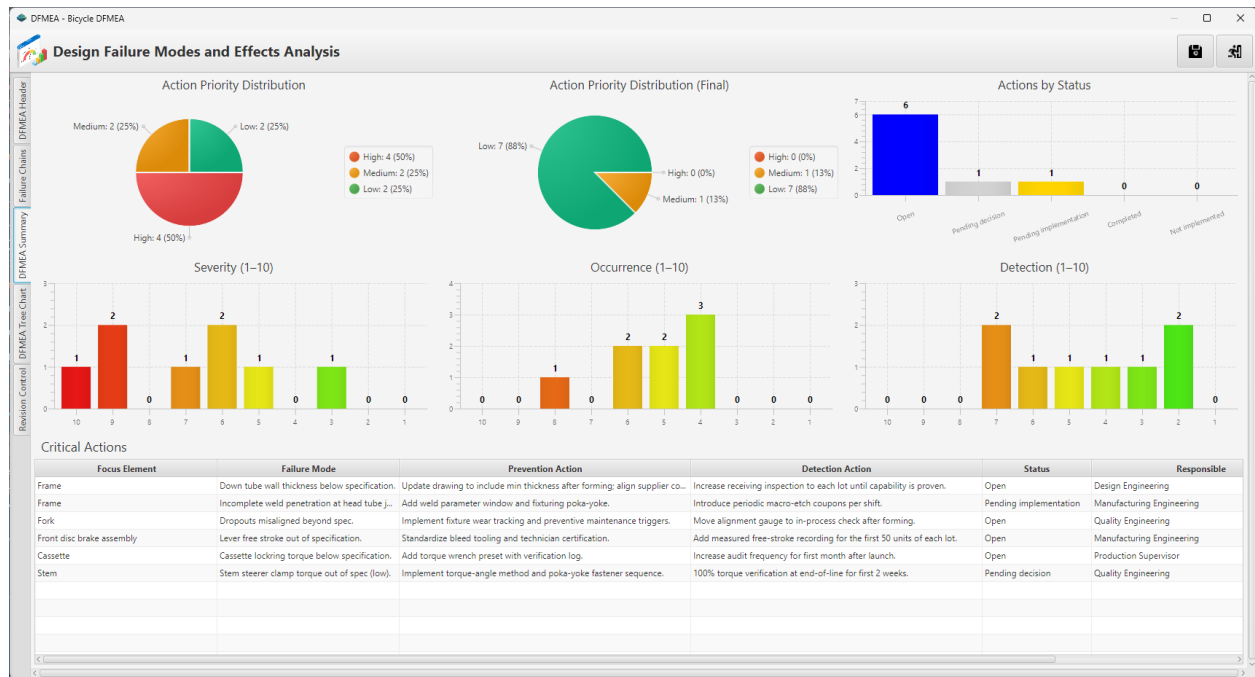 DFMEA - Bicycle DFMEA
Design Failure Modes and Effects Analysis
DFMEA Header
Failure Chains
DFMEA Summary
DFMEA Tree Chart
Revision Control
Action Priority Distribution
Medium: 2 (25%)
Low: 2 (25%)
High: 4 (50%)
High: 4 (50%)
Medium: 2 (25%)
Low: 2 (25%)
Action Priority Distribution (Final)
Low: 7 (88%)
High: 0 (0%)
Medium: 1 (13%)
High: 0 (0%)
Medium: 1 (13%)
Low: 7 (88%)
Actions by Status
7
6
4
2
0
6 1 1 0 0
Open Pending decision Pending implementation Completed Not implemented
Severity (1–10)
3
2
1
0
1 2 0 1 2 1 0 1 0 0
10 9 8 7 6 5 4 3 2 1
Occurrence (1–10)
4
3
2
1
0
0 0 1 0 2 2 3 0 0 0
10 9 8 7 6 5 4 3 2 1
Detection (1–10)
3
2
1
0
0 0 0 2 1 1 1 1 2 0
10 9 8 7 6 5 4 3 2 1
Critical Actions
Focus Element Failure Mode Prevention Action Detection Action Status Responsible
Frame Down tube wall thickness below specification. Update drawing to include min thickness after forming; align supplier co... Increase receiving inspection to each lot until capability is proven. Open Design Engineering
Frame Incomplete weld penetration at head tube j... Add weld parameter window and fixturing poka-yoke. Introduce periodic macro-etch coupons per shift. Pending implementation Manufacturing Engineering
Fork Dropouts misaligned beyond spec. Implement fixture wear tracking and preventive maintenance triggers. Move alignment gauge to in-process check after forming. Open Quality Engineering
Front disc brake assembly Lever free stroke out of specification. Standardize bleed tooling and technician certification. Add measured free-stroke recording for the first 50 units of each lot. Open Manufacturing Engineering
Cassette Cassette lockring torque below specification. Add torque wrench preset with verification log. Increase audit frequency for first month after launch. Open Production Supervisor
Stem Stem steerer clamp torque out of spec (low). Implement torque-angle method and poka-yoke fastener sequence. 100% torque verification at end-of-line for first 2 weeks. Pending decision Quality Engineering